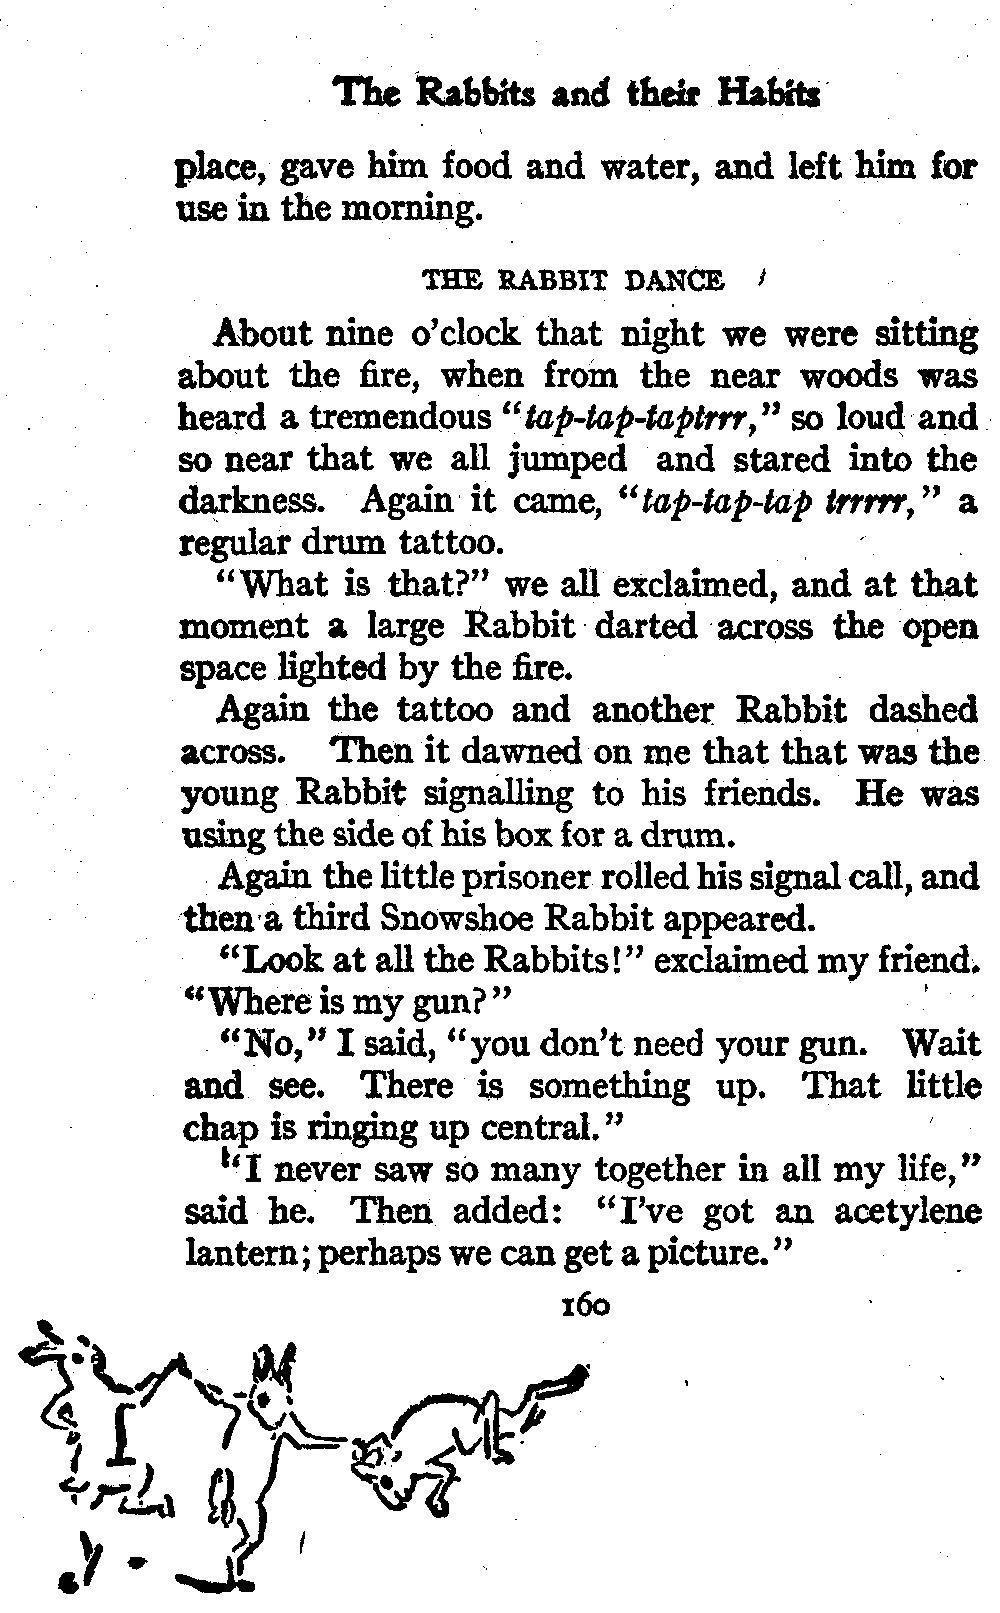 The Rabbits and their Habits
place, gave him food and water, and left him for
use in the morning.
THE RABBIT DANCE
About nine o'clock that night we were sitting
about the fire, when from the near woods was
heard a tremendous "tap-tap-taptrrr," so loud and
so near that we all jumped and stared into the
darkness. Again it came, "tap-tap-tap trrrrr," a
regular drum tattoo.
"What is that?" we all exclaimed, and at that
moment a large Rabbit darted across the open
space lighted by the fire.
Again the tattoo and another Rabbit dashed
across. Then it dawned on me that that was the
young Rabbit signalling to his friends. He was
using the side of his box for a drum.
Again the little prisoner rolled his signal call, and
then a third Snowshoe Rabbit appeared.
"Look at all the Rabbits!" exclaimed my friend.
"Where is my gun?"
"No," I said, "you don't need your gun. Wait
and see. There is something up. That little
chap is ringing up central."
"I never saw so many together in all my life,"
said he. Then added: "I've got an acetylene
lantern; perhaps we can get a picture."
160